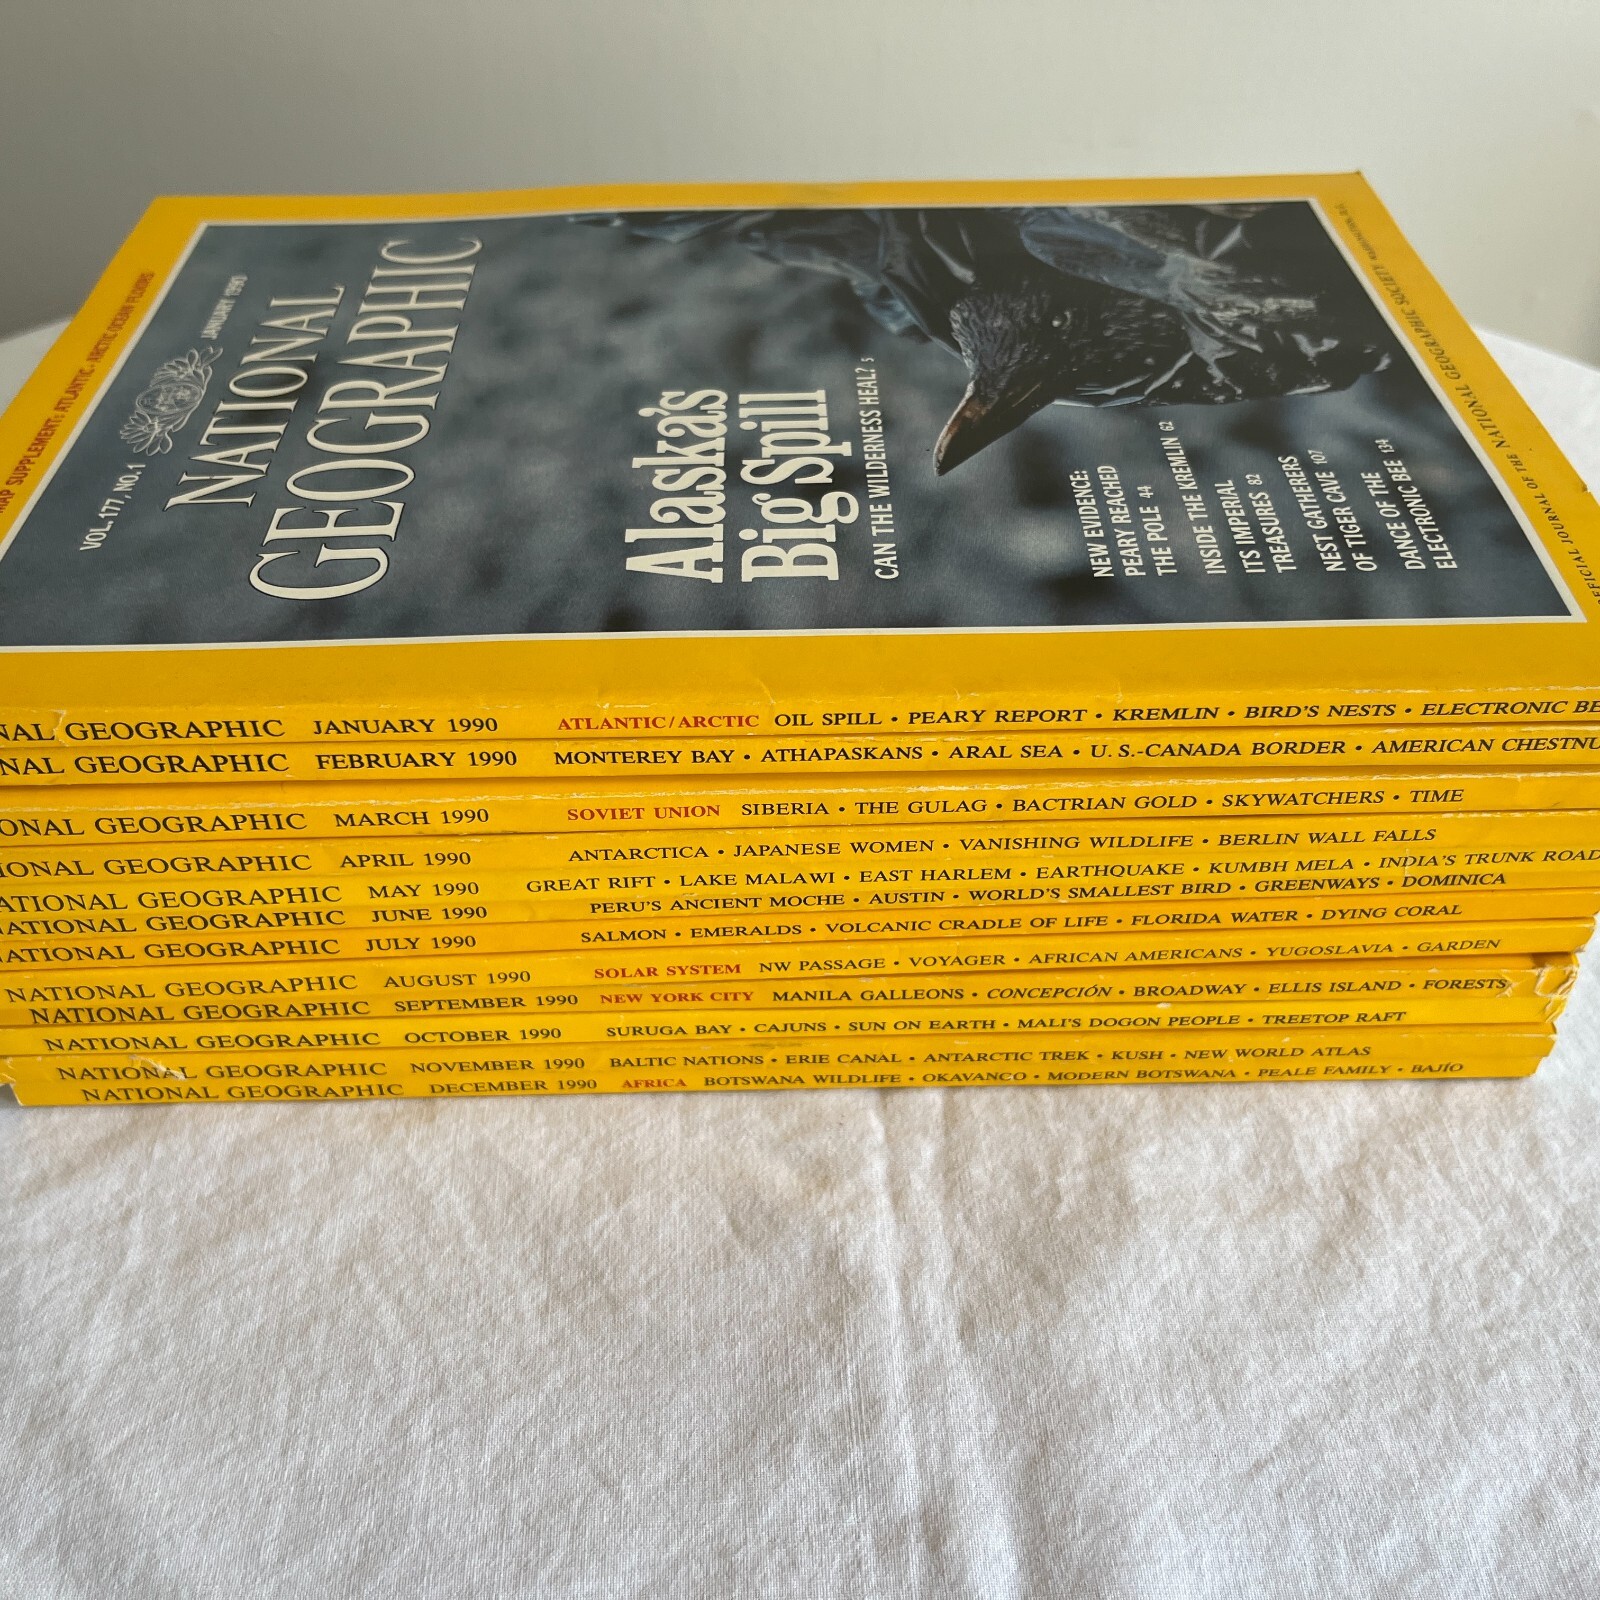 MAP SUPPLEMENT: ATLANTIC • ARCTIC OCEAN FLOORS
VOL. 177, NO. 1
JANUARY 1990
NATIONAL
GEOGRAPHIC
Alaska's
Big Spill
CAN THE WILDERNESS HEAL? 5
NEW EVIDENCE:
PEARY REACHED
THE POLE 44
INSIDE THE KREMLIN 62
ITS IMPERIAL
TREASURES 82
NEST GATHERERS
OF TIGER CAVE 107
DANCE OF THE
ELECTRONIC BEE 134
OFFICIAL JOURNAL OF THE NATIONAL GEOGRAPHIC SOCIETY WASHINGTON, D.C.
NAL GEOGRAPHIC JANUARY 1990 ATLANTIC/ARCTIC OIL SPILL • PEARY REPORT • KREMLIN • BIRD'S NESTS • ELECTRONIC BE
NAL GEOGRAPHIC FEBRUARY 1990 MONTEREY BAY • ATHAPASKANS • ARAL SEA • U.S.-CANADA BORDER • AMERICAN CHESTNU
ONAL GEOGRAPHIC MARCH 1990 SOVIET UNION SIBERIA • THE GULAG • BACTRIAN GOLD • SKYWATCHERS • TIME
IONAL GEOGRAPHIC APRIL 1990 ANTARCTICA • JAPANESE WOMEN • VANISHING WILDLIFE • BERLIN WALL FALLS
ATIONAL GEOGRAPHIC MAY 1990 GREAT RIFT • LAKE MALAWI • EAST HARLEM • EARTHQUAKE • KUMBH MELA • INDIA'S TRUNK ROAD
NATIONAL GEOGRAPHIC JUNE 1990 PERU'S ANCIENT MOCHE • AUSTIN • WORLD'S SMALLEST BIRD • GREENWAYS • DOMINICA
NATIONAL GEOGRAPHIC JULY 1990 SALMON • EMERALDS • VOLCANIC CRADLE OF LIFE • FLORIDA WATER • DYING CORAL
NATIONAL GEOGRAPHIC AUGUST 1990 SOLAR SYSTEM NW PASSAGE • VOYAGER • AFRICAN AMERICANS • YUGOSLAVIA • GARDEN
NATIONAL GEOGRAPHIC SEPTEMBER 1990 NEW YORK CITY MANILA GALLEONS • CONCEPCIÓN • BROADWAY • ELLIS ISLAND • FORESTS
NATIONAL GEOGRAPHIC OCTOBER 1990 SURUGA BAY • CAJUNS • SUN ON EARTH • MALI'S DOGON PEOPLE • TREETOP RAFT
NATIONAL GEOGRAPHIC NOVEMBER 1990 BALTIC NATIONS • ERIE CANAL • ANTARCTIC TREK • KUSH • NEW WORLD ATLAS
NATIONAL GEOGRAPHIC DECEMBER 1990 AFRICA BOTSWANA WILDLIFE • OKAVANGO • MODERN BOTSWANA • PEALE FAMILY • BAJÍO